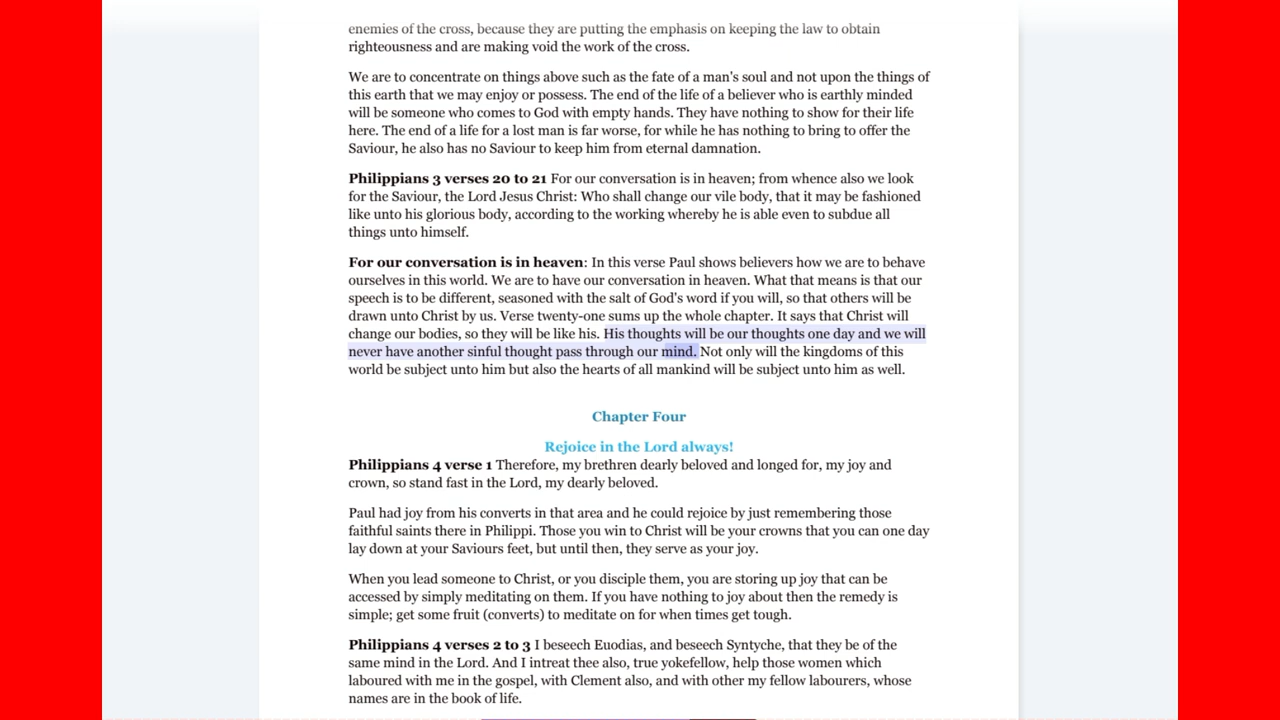 enemies of the cross, because they are putting the emphasis on keeping the law to obtain
righteousness and are making void the work of the cross.
We are to concentrate on things above such as the fate of a man's soul and not upon the things of
this earth that we may enjoy or possess. The end of the life of a believer who is earthly minded
will be someone who comes to God with empty hands. They have nothing to show for their life
here. The end of a life for a lost man is far worse, for while he has nothing to bring to offer the
Saviour, he also has no Saviour to keep him from eternal damnation.
Philippians 3 verses 20 to 21 For our conversation is in heaven; from whence also we look
for the Saviour, the Lord Jesus Christ: Who shall change our vile body, that it may be fashioned
like unto his glorious body, according to the working whereby he is able even to subdue all
things unto himself.
For our conversation is in heaven: In this verse Paul shows believers how we are to behave
ourselves in this world. We are to have our conversation in heaven. What that means is that our
speech is to be different, seasoned with the salt of God's word if you will, so that others will be
drawn unto Christ by us. Verse twenty-one sums up the whole chapter. It says that Christ will
change our bodies, so they will be like his. His thoughts will be our thoughts one day and we will
never have another sinful thought pass through our mind. Not only will the kingdoms of this
world be subject unto him but also the hearts of all mankind will be subject unto him as well.
Chapter Four
Rejoice in the Lord always!
Philippians 4 verse 1 Therefore, my brethren dearly beloved and longed for, my joy and
crown, so stand fast in the Lord, my dearly beloved.
Paul had joy from his converts in that area and he could rejoice by just remembering those
faithful saints there in Philippi. Those you win to Christ will be your crowns that you can one day
lay down at your Saviours feet, but until then, they serve as your joy.
When you lead someone to Christ, or you disciple them, you are storing up joy that can be
accessed by simply meditating on them. If you have nothing to joy about then the remedy is
simple; get some fruit (converts) to meditate on for when times get tough.
Philippians 4 verses 2 to 3 I beseech Euodias, and beseech Syntyche, that they be of the
same mind in the Lord. And I intreat thee also, true yokefellow, help those women which
laboured with me in the gospel, with Clement also, and with other my fellow labourers, whose
names are in the book of life.